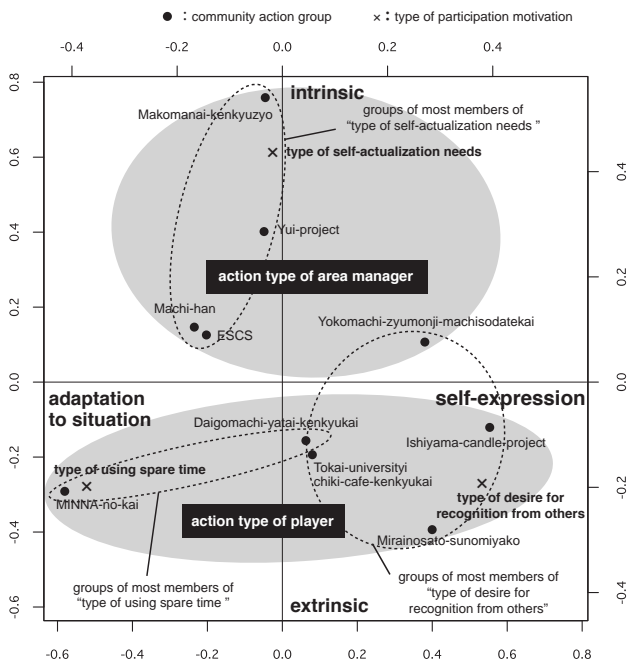 ● : community action group × : type of participation motivation
-0.4 -0.2 0.0 0.2 0.4
0.8
intrinsic
Makomanai-kenkyuzyo
groups of most members of
“type of self-actualization needs ”
type of self-actualization needs
0.6
0.4
0.4
Yui-project
action type of area manager
0.2
0.2
Machi-han
ESCS
Yokomachi-zyumonji-machisodatekai
0.0
0.0
adaptation
to situation
self-expression
Daigomachi-yatai-kenkyukai
Ishiyama-candle-project
-0.2
-0.2
type of using spare time
Tokai-universityi
chiki-cafe-kenkyukai
MINNA-no-kai
type of desire for
recognition from others
action type of player
Mirainosato-sunomiyako
-0.4
-0.4
groups of most members of
“type of using spare time ”
groups of most members of
“type of desire for
recognition from others”
extrinsic
-0.6
-0.6 -0.4 -0.2 0.0 0.2 0.4 0.6 0.8